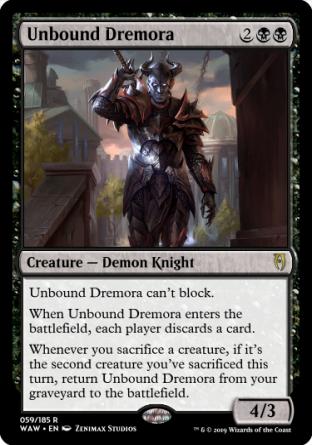 Unbound Dremora 2
Creature — Demon Knight
Unbound Dremora can't block.
When Unbound Dremora enters the
battlefield, each player discards a card.
Whenever you sacrifice a creature, if it's
the second creature you've sacrificed this
turn, return Unbound Dremora from your
graveyard to the battlefield.
4/3
059/185 R
WAW • EN Zenimax Studios
™ & © 2019 Wizards of the Coast